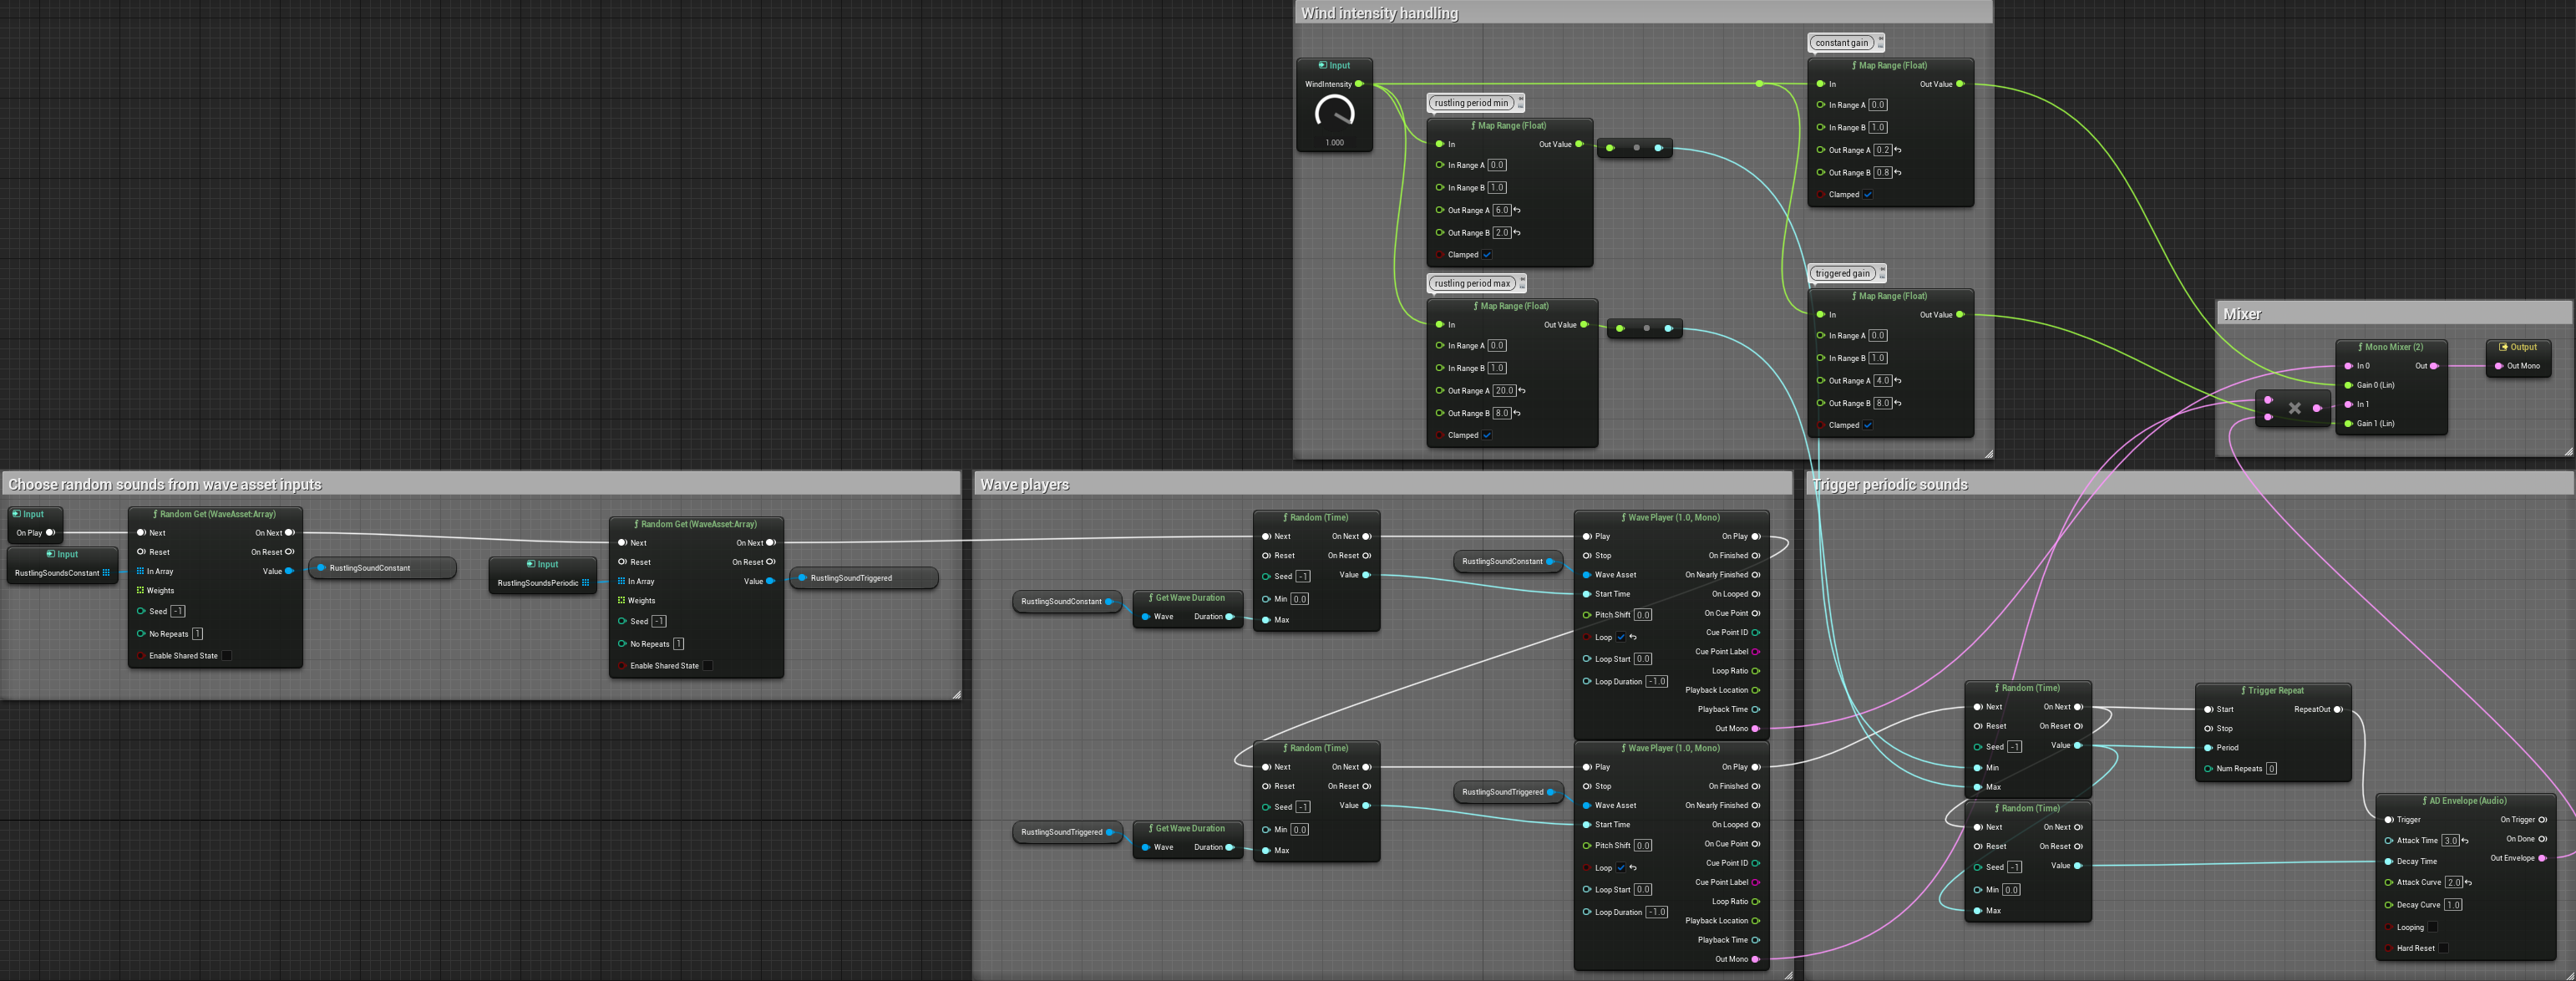 Wind intensity handling
Input
WindIntensity
1.000
rustling period min
Map Range (Float)
In
Out Value
In Range A 0.0
In Range B 1.0
Out Range A 6.0
Out Range B 2.0
Clamped
rustling period max
Map Range (Float)
In
Out Value
In Range A 0.0
In Range B 1.0
Out Range A 20.0
Out Range B 8.0
Clamped
constant gain
Map Range (Float)
In
Out Value
In Range A 0.0
In Range B 1.0
Out Range A 0.2
Out Range B 0.8
Clamped
triggered gain
Map Range (Float)
In
Out Value
In Range A 0.0
In Range B 1.0
Out Range A 4.0
Out Range B 8.0
Clamped
Mixer
Mono Mixer (2)
In 0
Out
Gain 0 (Lin)
In 1
Gain 1 (Lin)
Output
Out Mono
Choose random sounds from wave asset inputs
Input
On Play
Input
RustlingSoundsConstant
Random Get (WaveAsset:Array)
Next
On Next
Reset
On Reset
In Array
Value
Weights
Seed -1
No Repeats 1
Enable Shared State
RustlingSoundConstant
Input
RustlingSoundsPeriodic
Random Get (WaveAsset:Array)
Next
On Next
Reset
On Reset
In Array
Value
Weights
Seed -1
No Repeats 1
Enable Shared State
RustlingSoundTriggered
Wave players
RustlingSoundConstant
Get Wave Duration
Wave
Duration
Random (Time)
Next
On Next
Reset
On Reset
Seed -1
Value
Min 0.0
Max
RustlingSoundConstant
Wave Player (1.0, Mono)
Play
On Play
Stop
On Finished
Wave Asset
On Nearly Finished
Start Time
On Looped
Pitch Shift 0.0
On Cue Point
Cue Point ID
Loop
Cue Point Label
Loop Start 0.0
Loop Ratio
Loop Duration -1.0
Playback Location
Playback Time
Out Mono
RustlingSoundTriggered
Get Wave Duration
Wave
Duration
Random (Time)
Next
On Next
Reset
On Reset
Seed -1
Value
Min 0.0
Max
RustlingSoundTriggered
Wave Player (1.0, Mono)
Play
On Play
Stop
On Finished
Wave Asset
On Nearly Finished
Start Time
On Looped
Pitch Shift 0.0
On Cue Point
Cue Point ID
Loop
Cue Point Label
Loop Start 0.0
Loop Ratio
Loop Duration -1.0
Playback Location
Playback Time
Out Mono
Trigger periodic sounds
Random (Time)
Next
On Next
Reset
On Reset
Seed -1
Value
Min
Max
Random (Time)
Next
On Next
Reset
On Reset
Seed -1
Value
Min 0.0
Max
Trigger Repeat
Start
RepeatOut
Stop
Period
Num Repeats 0
AD Envelope (Audio)
Trigger
On Trigger
Attack Time 3.0
On Done
Decay Time
Out Envelope
Attack Curve 2.0
Decay Curve 1.0
Looping
Hard Reset